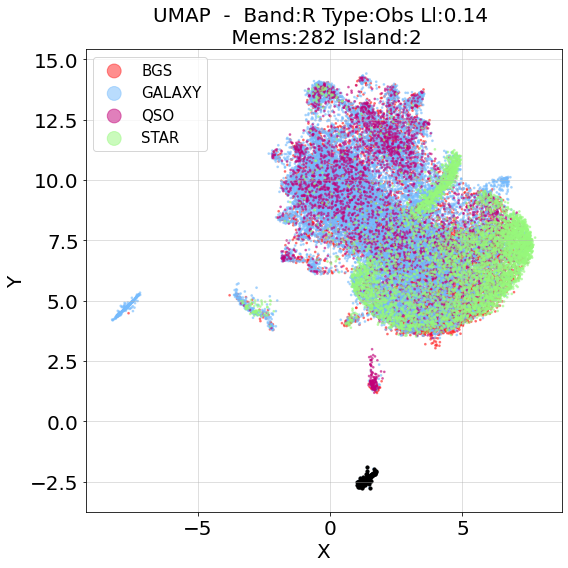 UMAP  -  Band:R Type:Obs Ll:0.14
Mems:282 Island:2
BGS
GALAXY
QSO
STAR
15.0
12.5
10.0
7.5
5.0
2.5
0.0
−2.5
Y
−5
0
5
X